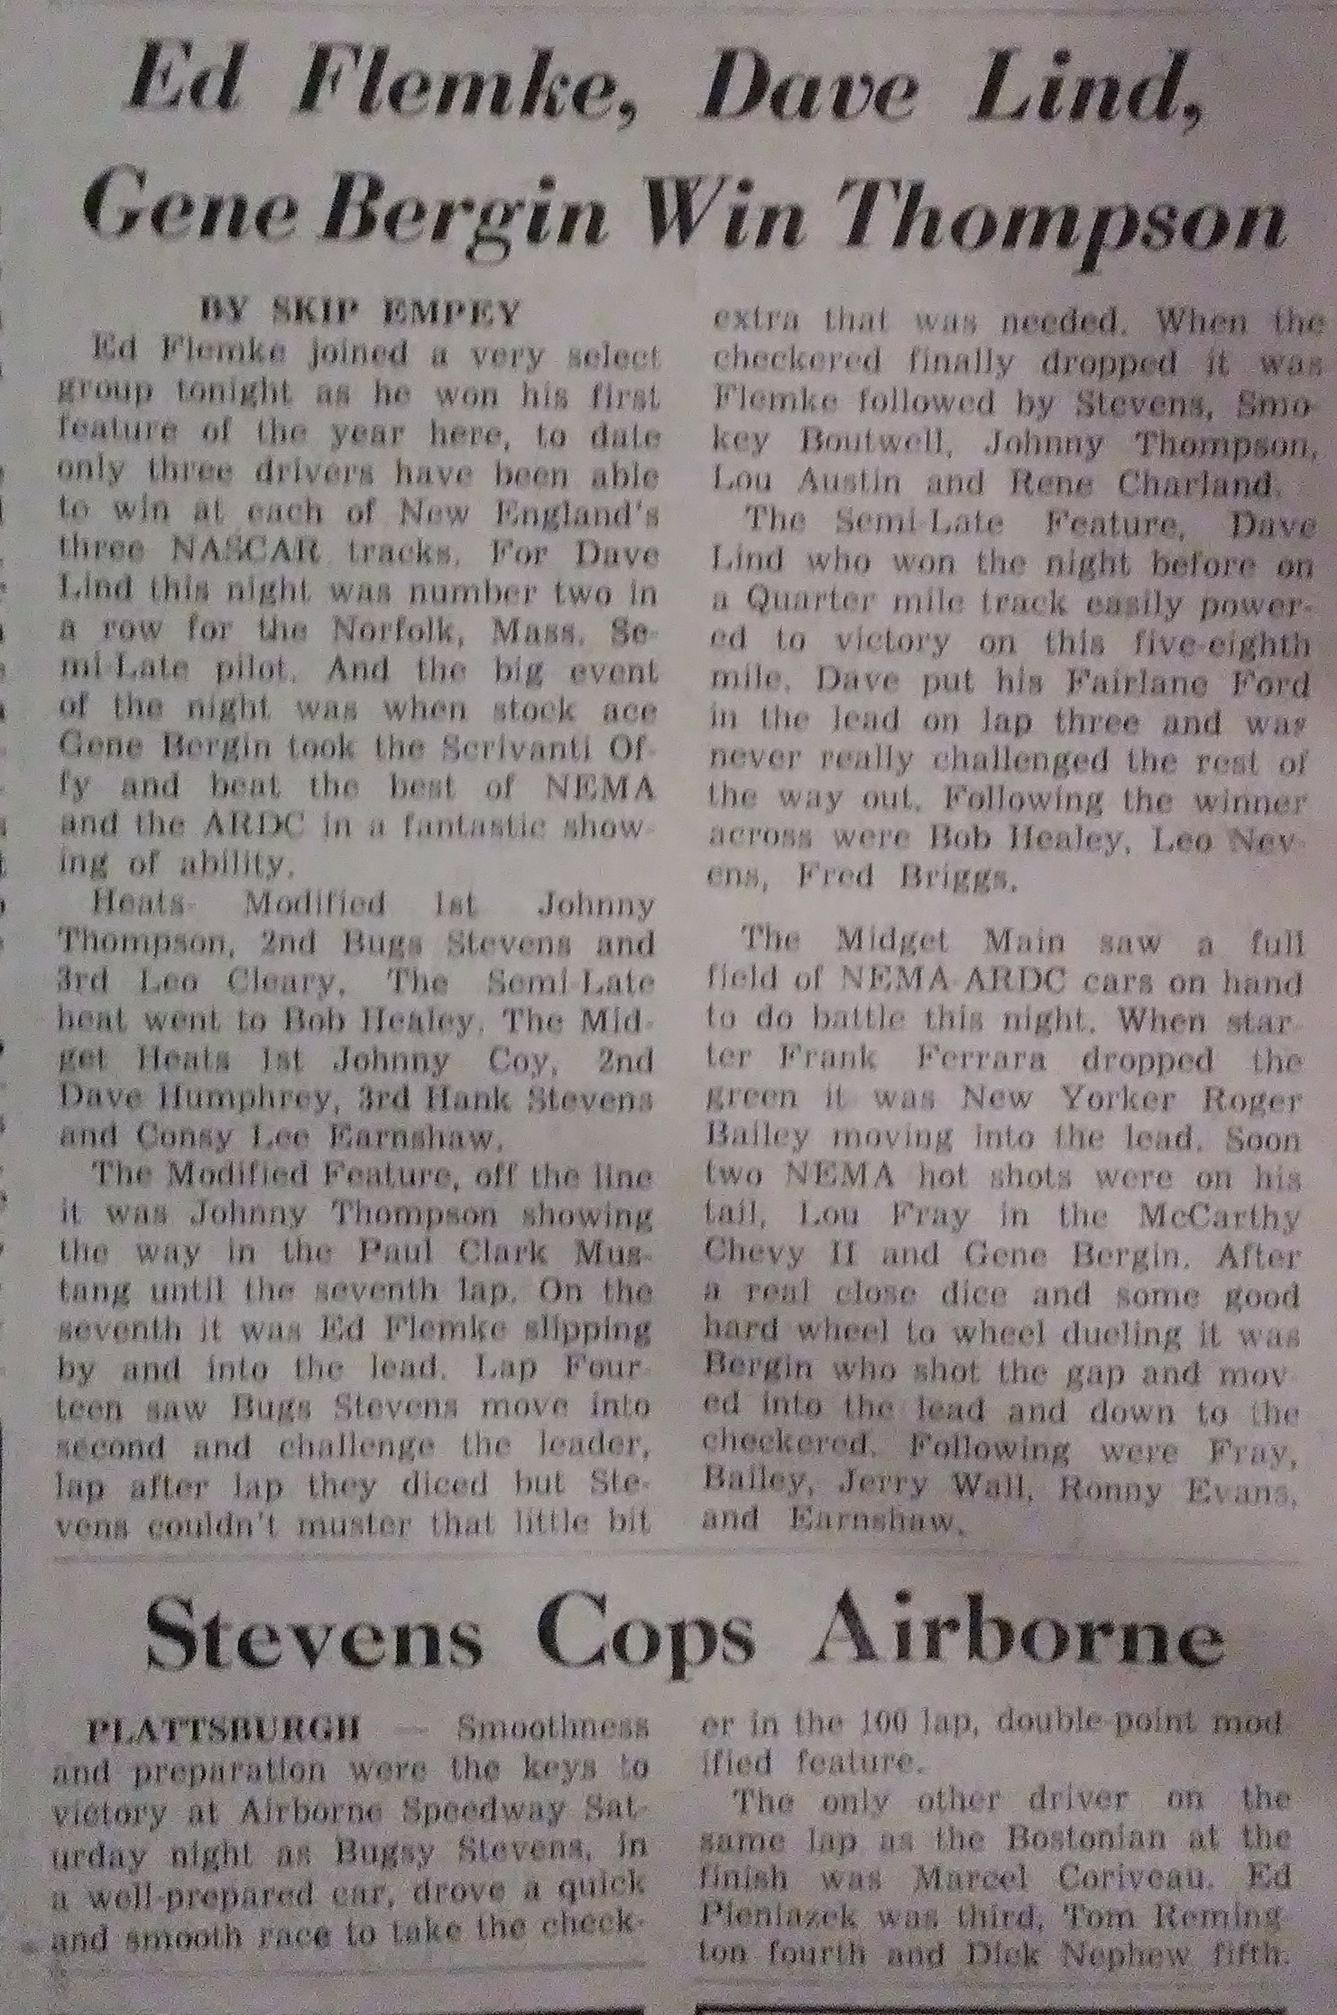 Ed Flemke, Dave Lind,
Gene Bergin Win Thompson
BY SKIP EMPEY
Ed Flemke joined a very select
group tonight as he won his first
feature of the year here, to date
only three drivers have been able
to win at each of New England's
three NASCAR tracks. For Dave
Lind this night was number two in
a row for the Norfolk, Mass. Se-
mi-Late pilot. And the big event
of the night was when stock ace
Gene Bergin took the Scrivanti Of-
fy and beat the best of NEMA
and the ARDC in a fantastic show-
ing of ability.
Heats- Modified 1st Johnny
Thompson, 2nd Bugs Stevens and
3rd Leo Cleary. The Semi-Late
heat went to Bob Healey. The Mid-
get Heats 1st Johnny Coy, 2nd
Dave Humphrey, 3rd Hank Stevens
and Consy Lee Earnshaw.
The Modified Feature, off the line
it was Johnny Thompson showing
the way in the Paul Clark Mus-
tang until the seventh lap. On the
seventh it was Ed Flemke slipping
by and into the lead. Lap Four-
teen saw Bugs Stevens move into
second and challenge the leader,
lap after lap they diced but Ste-
vens couldn't muster that little bit
extra that was needed. When the
checkered finally dropped it was
Flemke followed by Stevens, Smo-
key Boutwell, Johnny Thompson,
Lou Austin and Rene Charland.
The Semi-Late Feature, Dave
Lind who won the night before on
a Quarter mile track easily power-
ed to victory on this five-eighth
mile. Dave put his Fairlane Ford
in the lead on lap three and was
never really challenged the rest of
the way out. Following the winner
across were Bob Healey, Leo Nev-
ens, Fred Briggs.
The Midget Main saw a full
field of NEMA-ARDC cars on hand
to do battle this night. When star-
ter Frank Ferrara dropped the
green it was New Yorker Roger
Bailey moving into the lead. Soon
two NEMA hot shots were on his
tail, Lou Fray in the McCarthy
Chevy II and Gene Bergin. After
a real close dice and some good
hard wheel to wheel dueling it was
Bergin who shot the gap and mov-
ed into the lead and down to the
checkered. Following were Fray,
Bailey, Jerry Wall, Ronny Evans,
and Earnshaw.
Stevens Cops Airborne
PLATTSBURGH — Smoothness
and preparation were the keys to
victory at Airborne Speedway Sat-
urday night as Bugsy Stevens, in
a well-prepared car, drove a quick
and smooth race to take the check-
er in the 100 lap, double-point mod
ified feature.
The only other driver on the
same lap as the Bostonian at the
finish was Marcel Coriveau. Ed
Pieniazek was third, Tom Reming
ton fourth and Dick Nephew fifth.